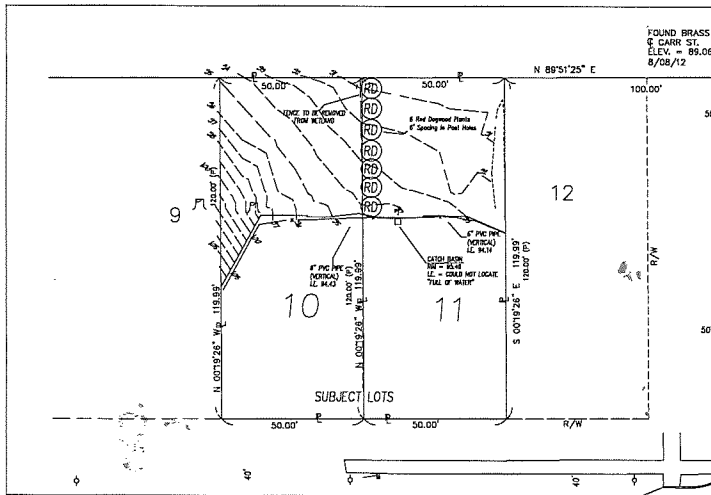 FOUND BRASS
℄ CARR ST.
ELEV. = 89.06
8/08/12
N 89°51'25" E
50.00'
50.00'
100.00'
FENCE TO BE REMOVED
FROM WETLAND
RD
RD
RD
RD
RD
RD
RD
6 Red Dogwood Plants
6' Spacing in Post Holes
120.00' (P)
9
12
R/W
6" PVC PIPE
(VERTICAL)
I.E. 94.14
8" PVC PIPE
(VERTICAL)
I.E. 94.43
CATCH BASIN
RIM = 95.48
I.E. = COULD NOT LOCATE
"FULL OF WATER"
N 00°19'26" W 119.99'
N 00°19'26" W 119.99'
120.00' (P)
S 00°19'26" E 119.99'
120.00' (P)
10
11
SUBJECT LOTS
50.00'
50.00'
R/W
40'
40'